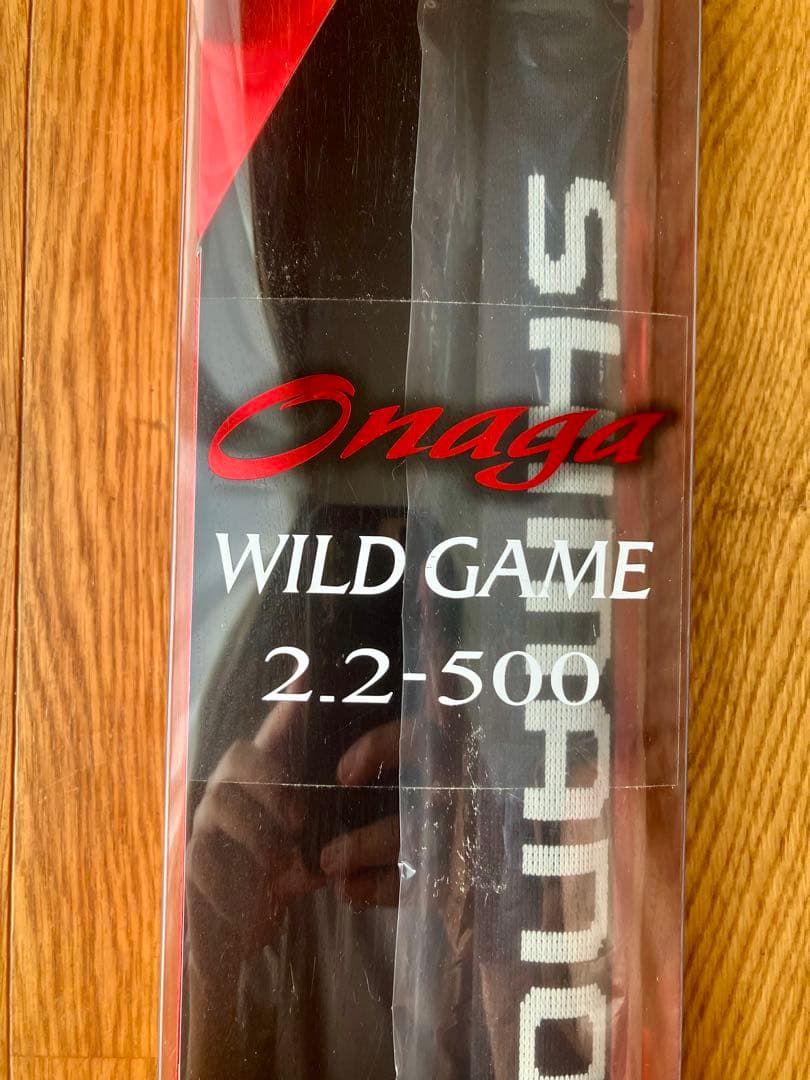 Onaga
WILD GAME
2.2-500
SHIMANO